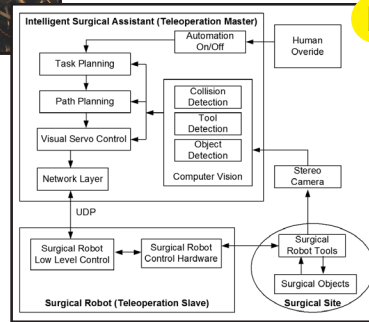 Intelligent Surgical Assistant (Teleoperation Master)
Automation
On/Off
Human
Overide
Task Planning
Path Planning
Visual Servo Control
Network Layer
Collision
Detection
Tool
Detection
Object
Detection
Computer Vision
Stereo
Camera
UDP
Surgical Robot
Low Level Control
Surgical Robot
Control Hardware
Surgical Robot (Teleoperation Slave)
Surgical
Robot Tools
Surgical Objects
Surgical Site